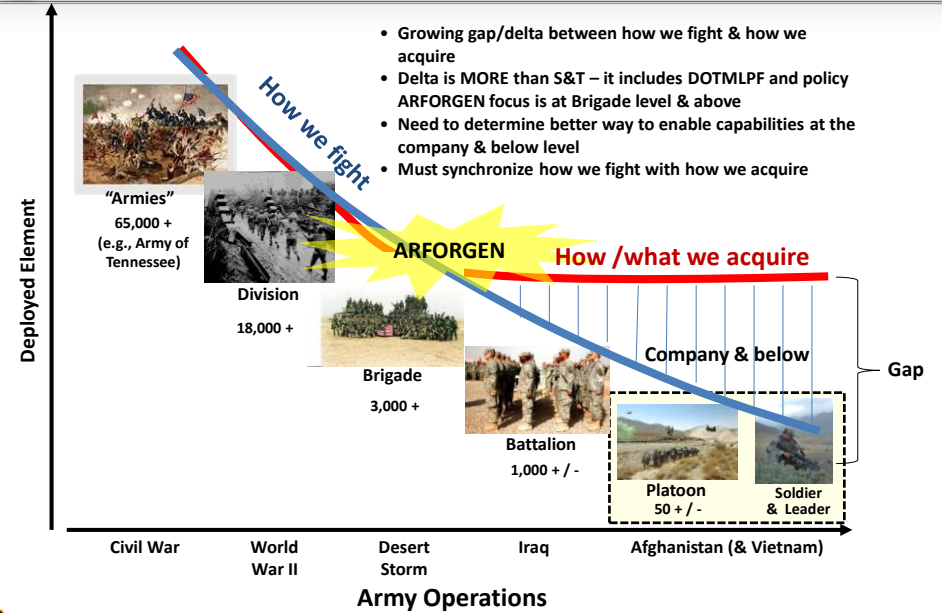 • Growing gap/delta between how we fight & how we
acquire
• Delta is MORE than S&T – it includes DOTMLPF and policy
ARFORGEN focus is at Brigade level & above
• Need to determine better way to enable capabilities at the
company & below level
• Must synchronize how we fight with how we acquire
How we fight
Deployed Element
“Armies”
65,000 +
(e.g., Army of
Tennessee)
ARFORGEN
How /what we acquire
Division
18,000 +
Brigade
3,000 +
Company & below
Gap
Battalion
1,000 + / -
Platoon
50 + / -
Soldier
& Leader
Civil War
World
War II
Desert
Storm
Iraq
Afghanistan (& Vietnam)
Army Operations